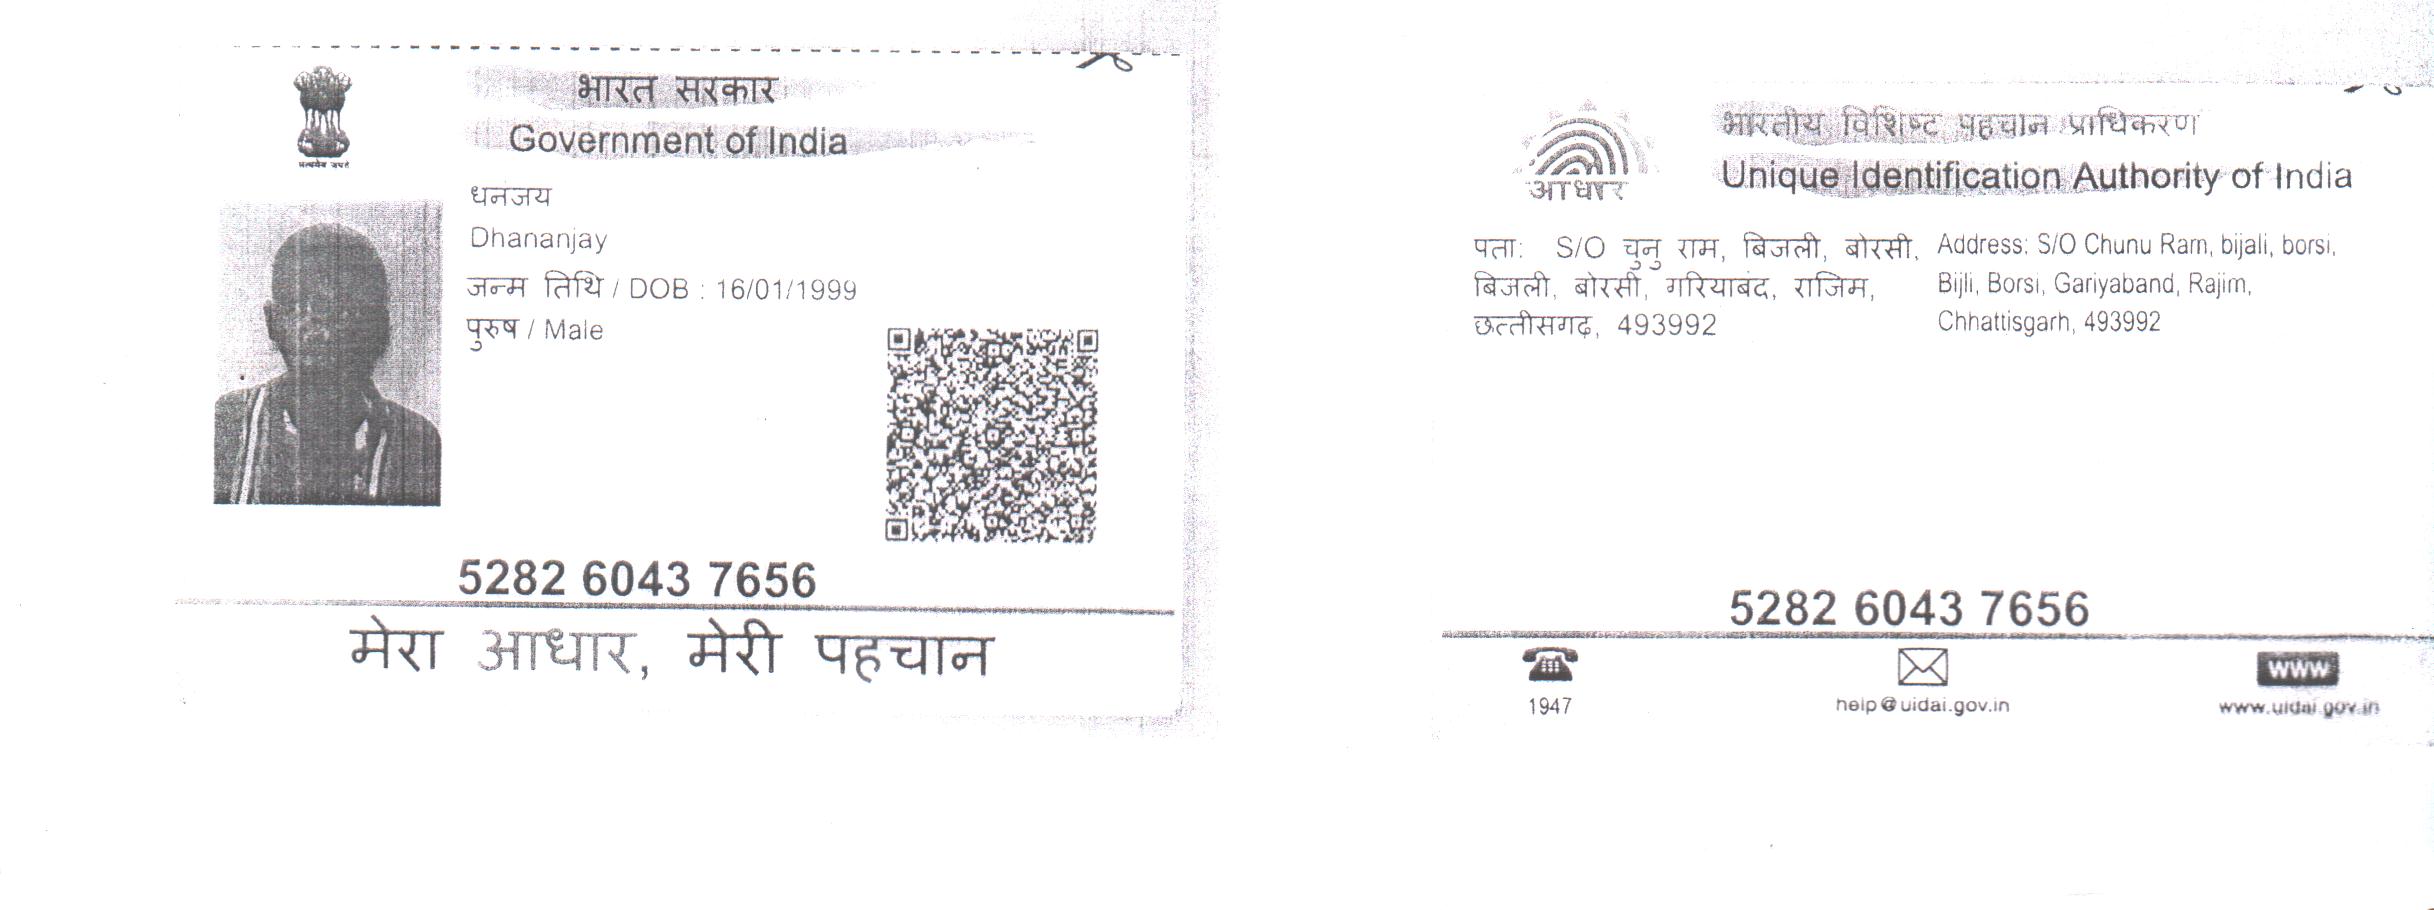 भारत सरकार
Government of India
सत्यमेव जयते
धनंजय
Dhananjay
जन्म तिथि / DOB : 16/01/1999
पुरुष / Male
5282 6043 7656
मेरा आधार, मेरी पहचान
भारतीय विशिष्ट पहचान प्राधिकरण
Unique Identification Authority of India
आधार
पता: S/O चुनु राम, बिजली, बोरसी,
बिजली, बोरसी, गरियाबंद, राजिम,
छत्तीसगढ़, 493992
Address: S/O Chunu Ram, bijali, borsi,
Bijli, Borsi, Gariyaband, Rajim,
Chhattisgarh, 493992
5282 6043 7656
1947
help@uidai.gov.in
www
www.uidai.gov.in